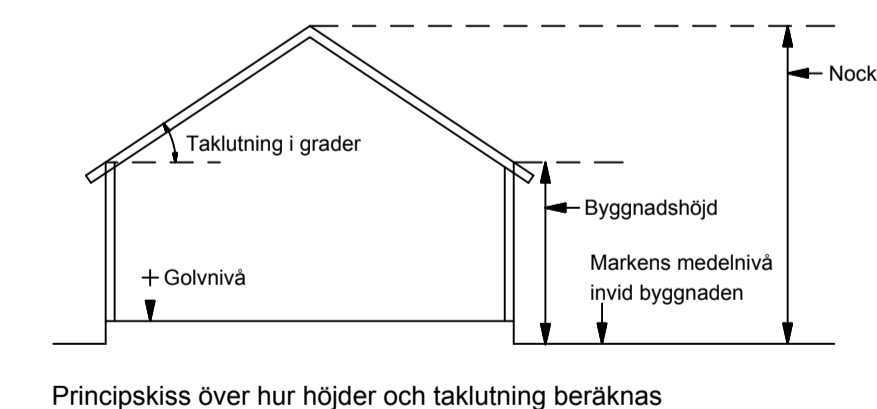 Nock
Taklutning i grader
Byggnadshöjd
Markens medelnivå
invid byggnaden
+ Golvnivå
Principskiss över hur höjder och taklutning beräknas